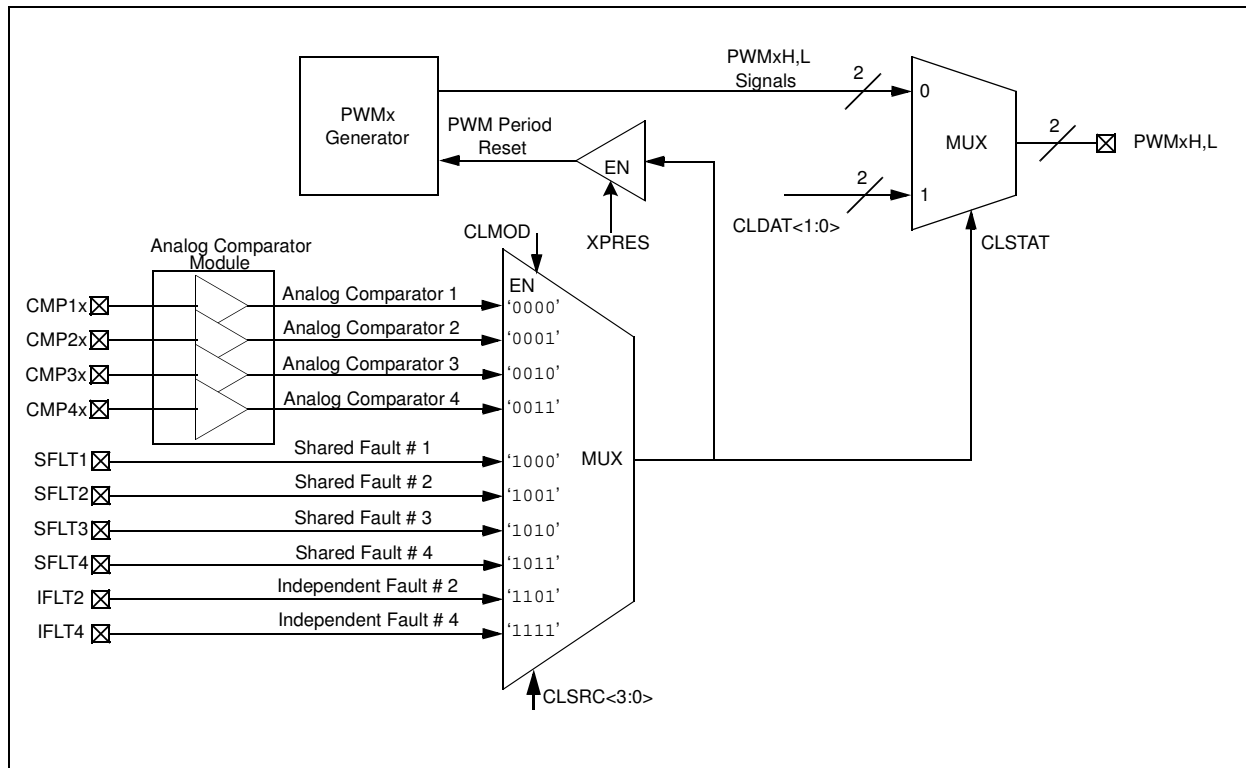 PWMxH,L
Signals
2
0
PWMx
Generator
PWM Period
Reset
EN
MUX
2
PWMxH,L
2
1
XPRES
CLDAT<1:0>
CLSTAT
CLMOD
Analog Comparator
Module
EN
CMP1x
Analog Comparator 1
‘0000’
CMP2x
Analog Comparator 2
‘0001’
CMP3x
Analog Comparator 3
‘0010’
CMP4x
Analog Comparator 4
‘0011’
SFLT1
Shared Fault # 1
‘1000’
MUX
SFLT2
Shared Fault # 2
‘1001’
SFLT3
Shared Fault # 3
‘1010’
SFLT4
Shared Fault # 4
‘1011’
IFLT2
Independent Fault # 2
‘1101’
IFLT4
Independent Fault # 4
‘1111’
CLSRC<3:0>